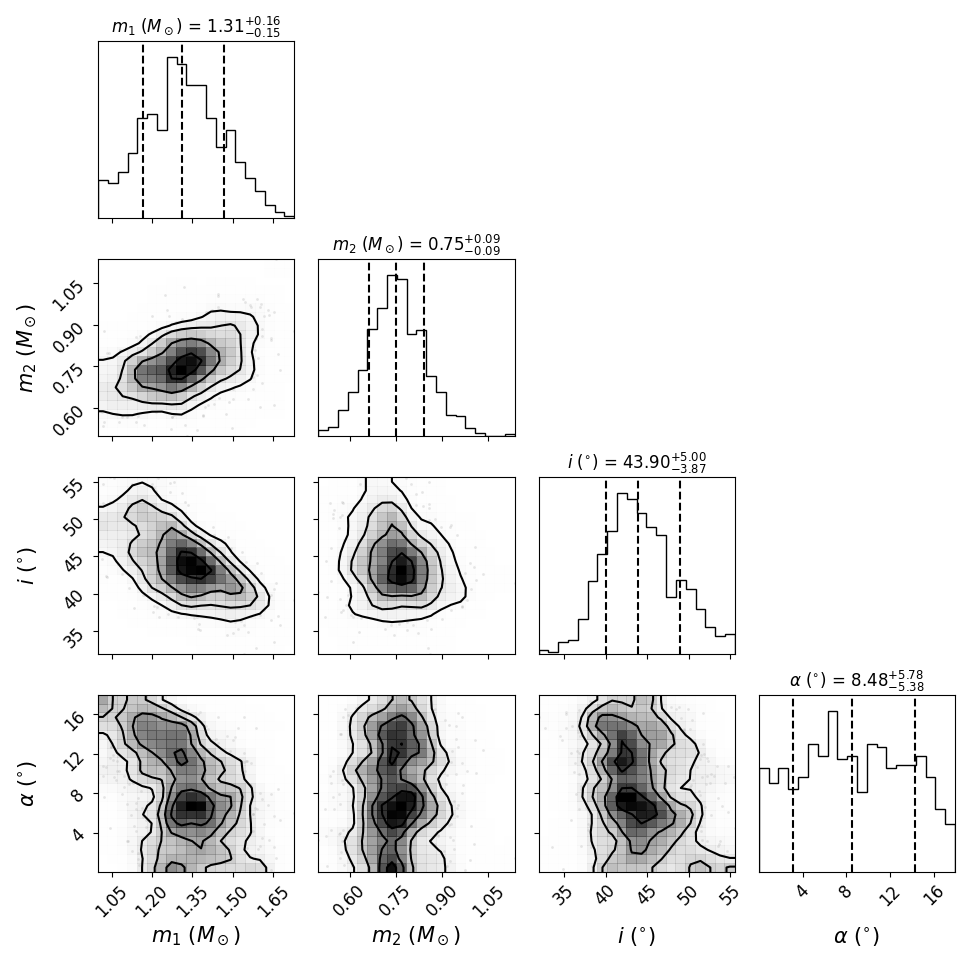 m₁ (M⊙) = 1.31 +0.16 −0.15
m₂ (M⊙) = 0.75 +0.09 −0.09
m₂ (M⊙)
1.05
0.90
0.75
0.60
i (°) = 43.90 +5.00 −3.87
i (°)
55
50
45
40
35
α (°) = 8.48 +5.78 −5.38
α (°)
16
12
8
4
1.05 1.20 1.35 1.50 1.65 0.60 0.75 0.90 1.05 35 40 45 50 55 4 8 12 16
m₁ (M⊙) m₂ (M⊙) i (°) α (°)